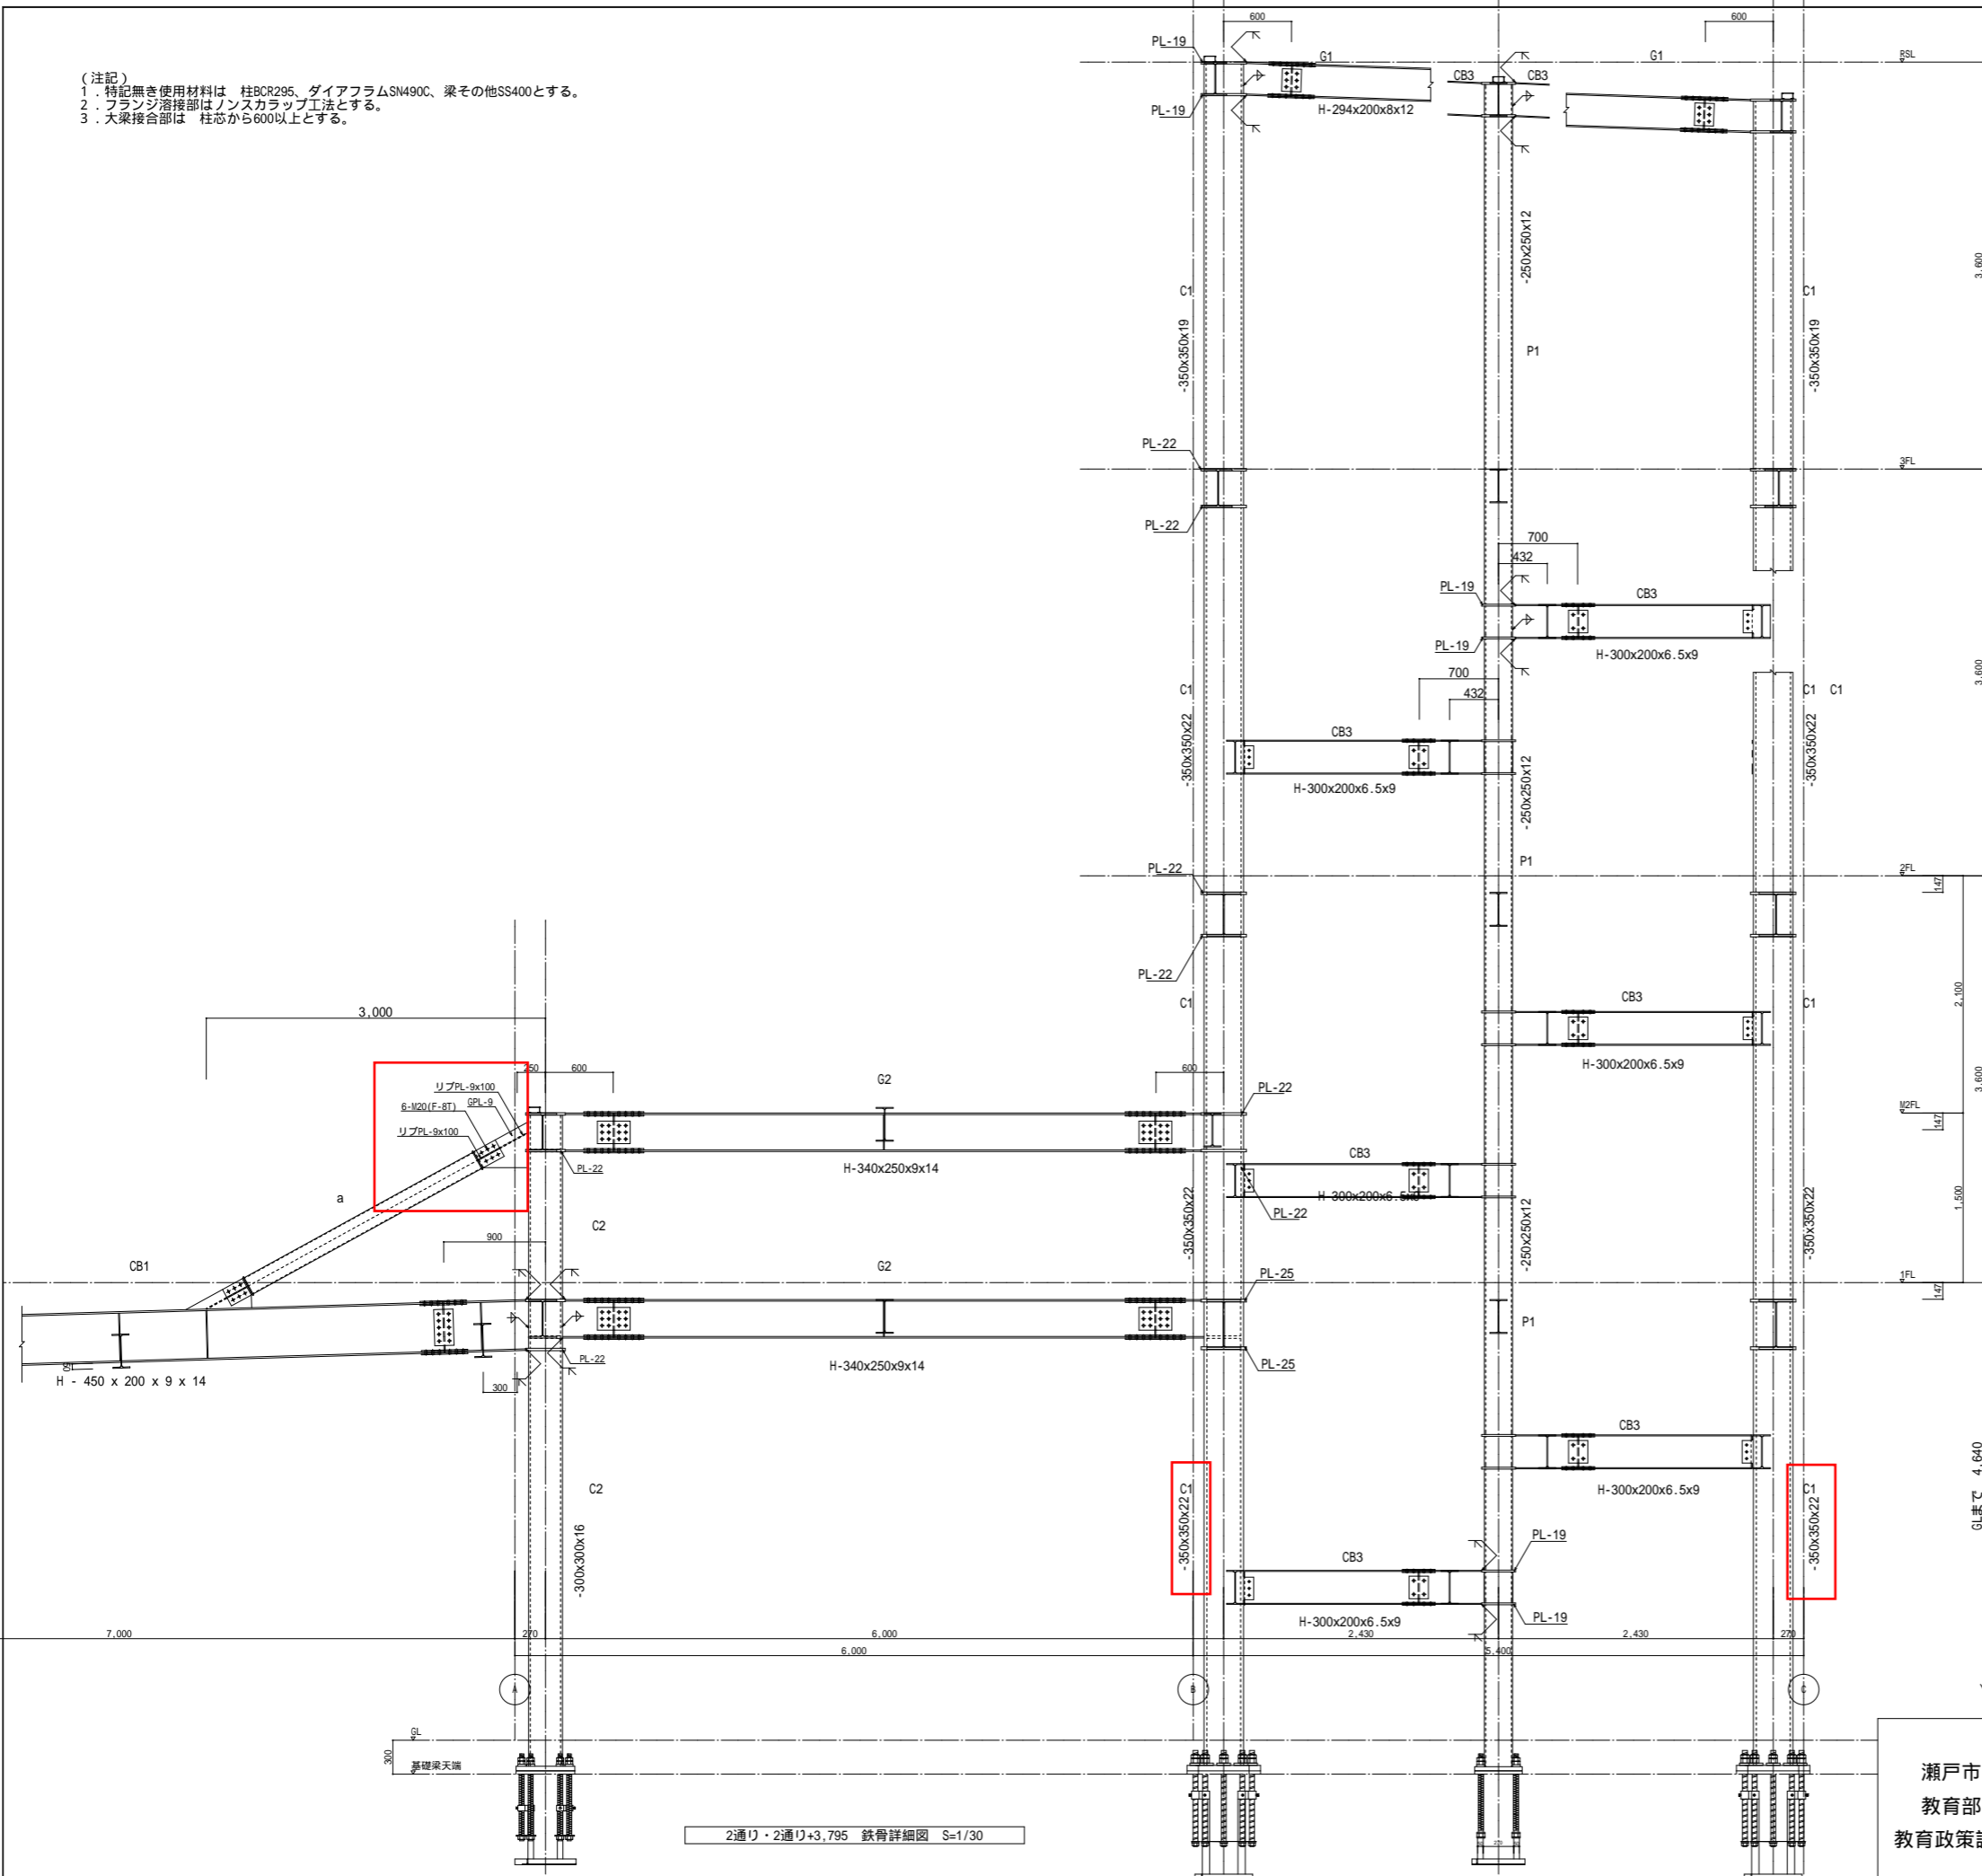 (注記)
1．特記無き使用材料は　柱BCR295、ダイアフラムSN490C、梁その他SS400とする。
2．フランジ溶接部はノンスカラップ工法とする。
3．大梁接合部は　柱芯から600以上とする。
600
600
PL-19
G1
G1
RSL
CB3
CB3
PL-19
H-294x200x8x12
-250x250x12
3,600
C1
C1
-350x350x19
-350x350x19
P1
PL-22
3FL
PL-22
700
432
PL-19
CB3
PL-19
H-300x200x6.5x9
700
432
3,600
C1
C1
C1
CB3
-350x350x22
-250x250x12
-350x350x22
H-300x200x6.5x9
P1
PL-22
2FL
147
PL-22
C1
CB3
C1
2,100
3,000
H-300x200x6.5x9
3,600
250
600
G2
600
PL-22
リブPL-9x100
6-M20(F-8T)
GPL-9
リブPL-9x100
M2FL
147
PL-22
H-340x250x9x14
CB3
a
H-300x200x6.5x9
PL-22
C2
-350x350x22
-250x250x12
-350x350x22
1,500
900
CB1
G2
PL-25
1FL
147
P1
PL-22
PL-25
60
H-340x250x9x14
H - 450 x 200 x 9 x 14
300
CB3
C2
C1
C1
H-300x200x6.5x9
GLまで 4,640
-300x300x16
-350x350x22
-350x350x22
PL-19
CB3
H-300x200x6.5x9
PL-19
7,000
270
6,000
2,430
2,430
270
6,000
5,400
A
B
C
GL
300
基礎梁天端
瀬戸市
教育部
教育政策
2通り・2通り+3,795　鉄骨詳細図　S=1/30